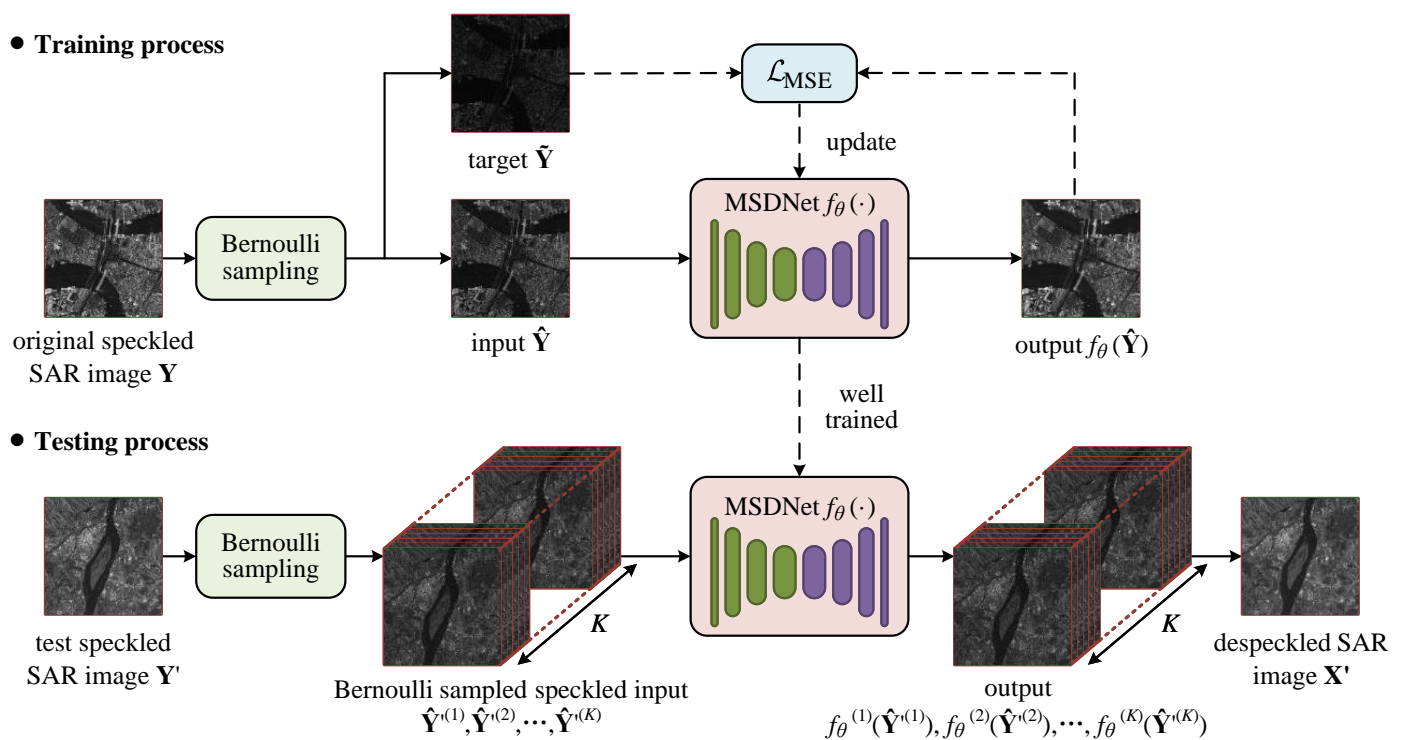 ● Training process
ℒMSE
target Ỹ
update
MSDNet fθ(·)
Bernoulli
sampling
original speckled
SAR image Y
input Ŷ
output fθ(Ŷ)
well
trained
● Testing process
MSDNet fθ(·)
Bernoulli
sampling
K
K
test speckled
SAR image Y'
Bernoulli sampled speckled input
Ŷ'(1), Ŷ'(2), ···, Ŷ'(K)
output
fθ(1)(Ŷ'(1)), fθ(2)(Ŷ'(2)), ···, fθ(K)(Ŷ'(K))
despeckled SAR
image X'